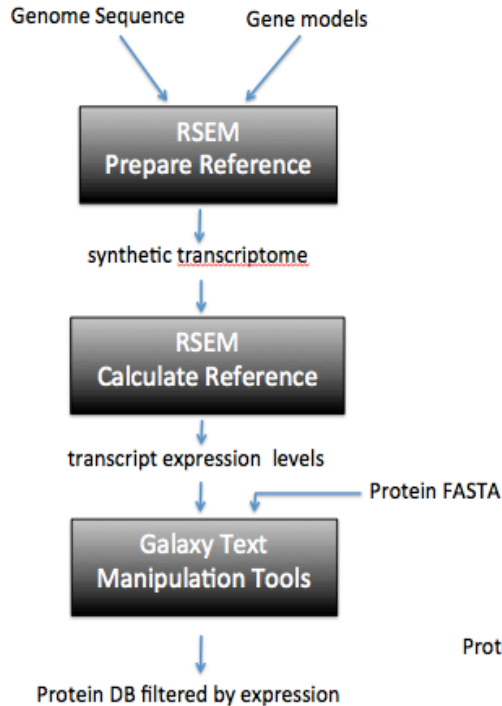 Genome Sequence
Gene models
RSEM
Prepare Reference
synthetic transcriptome
RSEM
Calculate Reference
transcript expression levels
Protein FASTA
Galaxy Text
Manipulation Tools
Prot
Protein DB filtered by expression